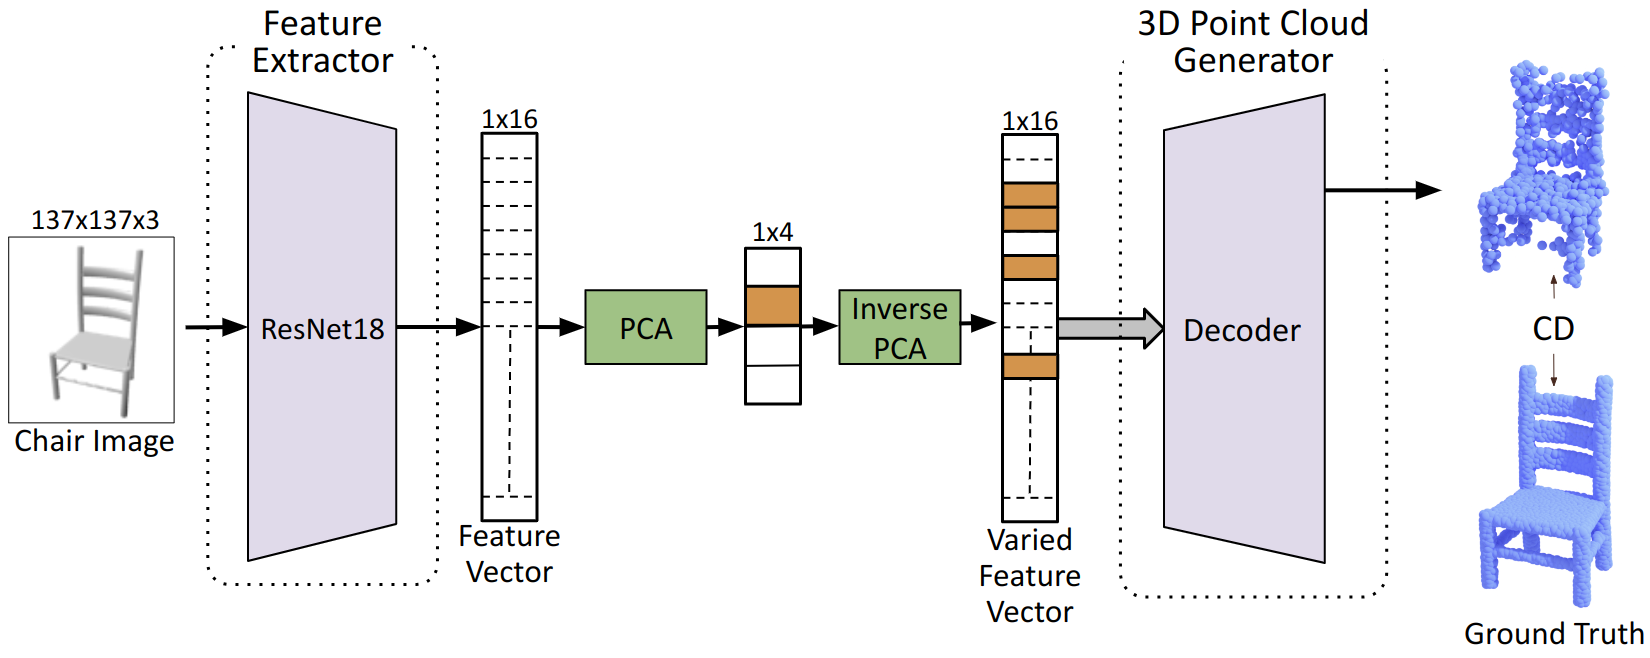 Feature
Extractor
3D Point Cloud
Generator
1x16
1x16
137x137x3
1x4
ResNet18
PCA
Inverse
PCA
Decoder
CD
Chair Image
Feature
Vector
Varied
Feature
Vector
Ground Truth